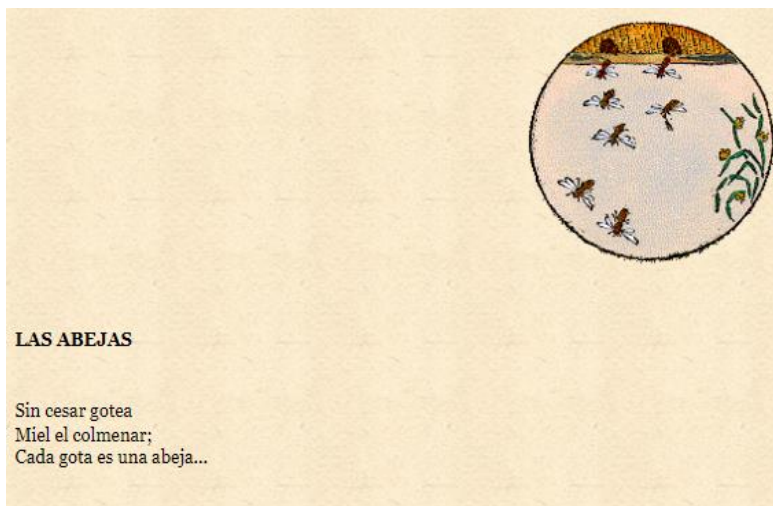 LAS ABEJAS
Sin cesar gotea
Miel el colmenar;
Cada gota es una abeja...